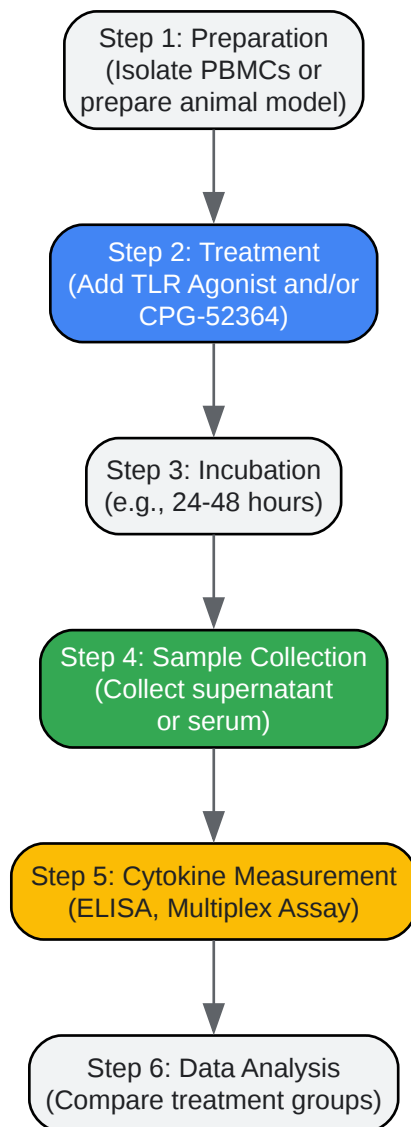 Step 1: Preparation
(Isolate PBMCs or
prepare animal model)
Step 2: Treatment
(Add TLR Agonist and/or
CPG-52364)
Step 3: Incubation
(e.g., 24-48 hours)
Step 4: Sample Collection
(Collect supernatant
or serum)
Step 5: Cytokine Measurement
(ELISA, Multiplex Assay)
Step 6: Data Analysis
(Compare treatment groups)